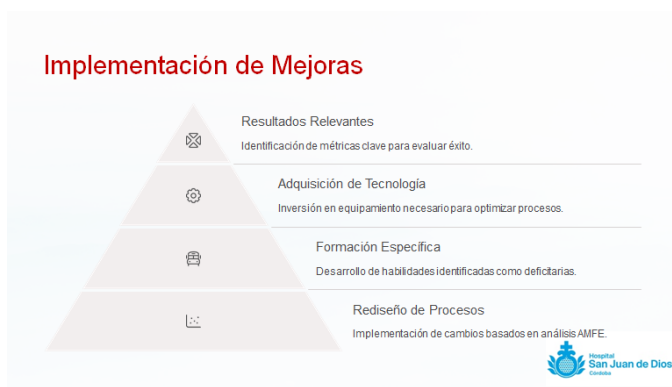 Implementación de Mejoras
Resultados Relevantes
Identificación de métricas clave para evaluar éxito.
Adquisición de Tecnología
Inversión en equipamiento necesario para optimizar procesos.
Formación Específica
Desarrollo de habilidades identificadas como deficitarias.
Rediseño de Procesos
Implementación de cambios basados en análisis AMFE.
Hospital
San Juan de Dios
Córdoba